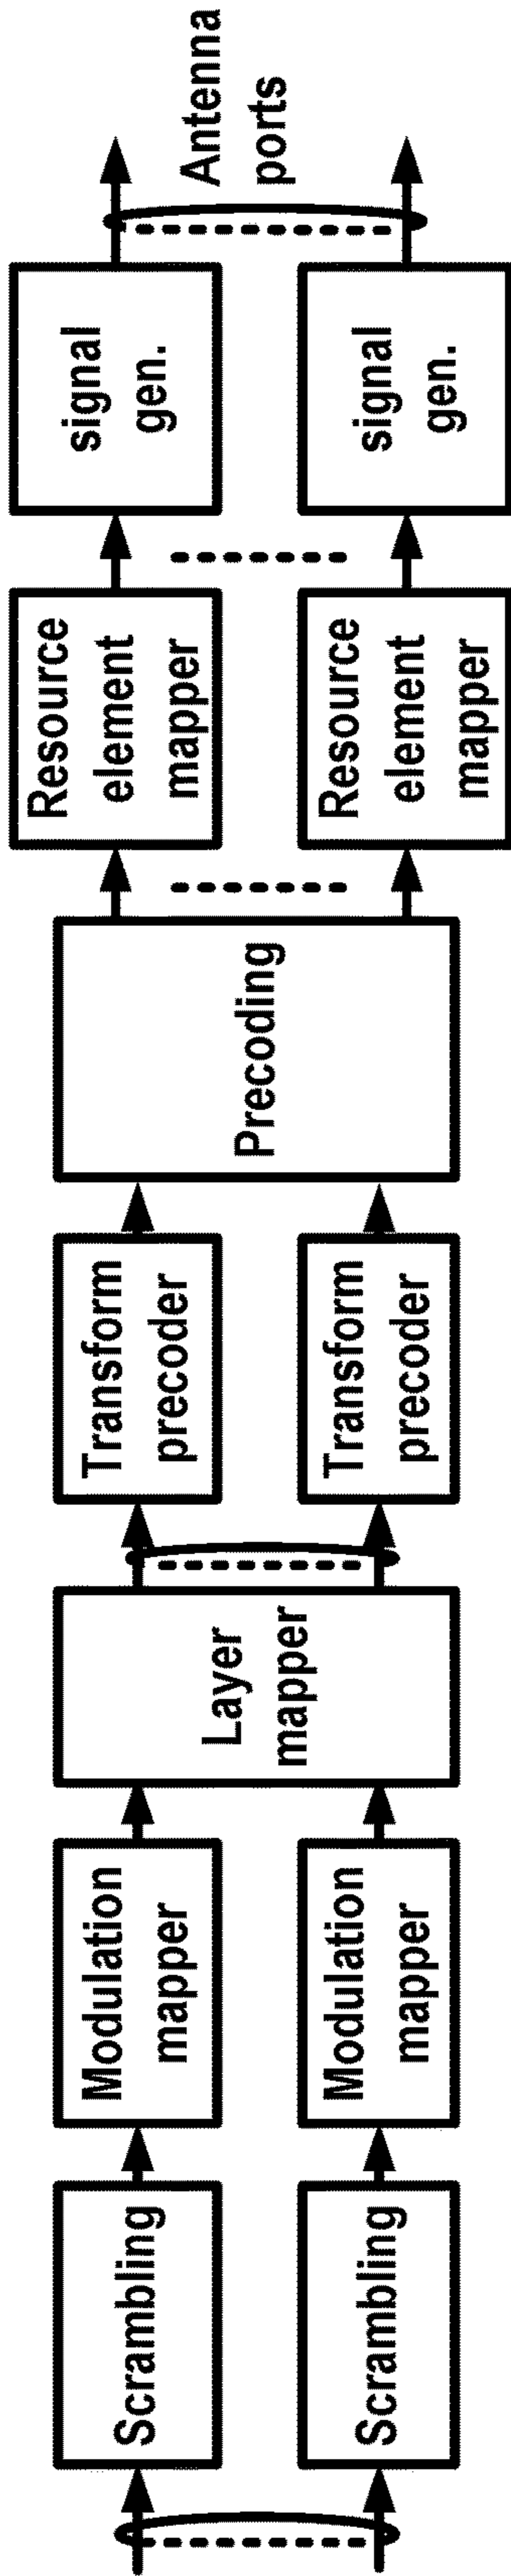 Scrambling
Scrambling
Modulation
mapper
Modulation
mapper
Layer
mapper
Transform
precoder
Transform
precoder
Precoding
Resource
element
mapper
Resource
element
mapper
signal
gen.
signal
gen.
Antenna
ports